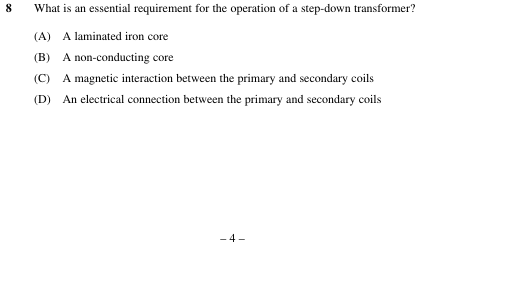 8 What is an essential requirement for the operation of a step-down transformer?
(A) A laminated iron core
(B) A non-conducting core
(C) A magnetic interaction between the primary and secondary coils
(D) An electrical connection between the primary and secondary coils
– 4 –